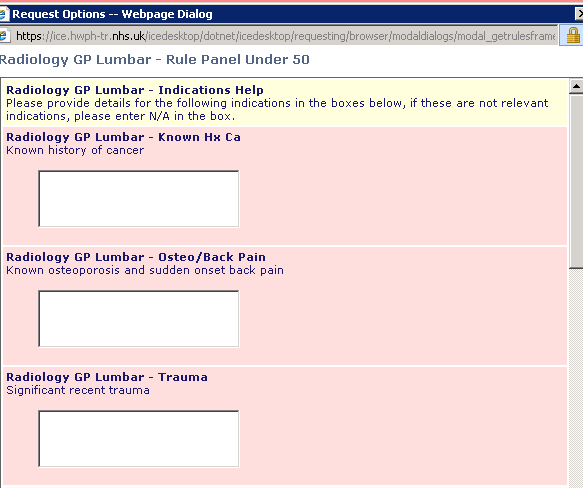 Request Options -- Webpage Dialog
https://ice.hwph-tr.nhs.uk/icedesktop/dotnet/icedesktop/requesting/browser/modaldialogs/modal_getrulesframe
Radiology GP Lumbar - Rule Panel Under 50
Radiology GP Lumbar - Indications Help
Please provide details for the following indications in the boxes below, if these are not relevant
indications, please enter N/A in the box.
Radiology GP Lumbar - Known Hx Ca
Known history of cancer
Radiology GP Lumbar - Osteo/Back Pain
Known osteoporosis and sudden onset back pain
Radiology GP Lumbar - Trauma
Significant recent trauma